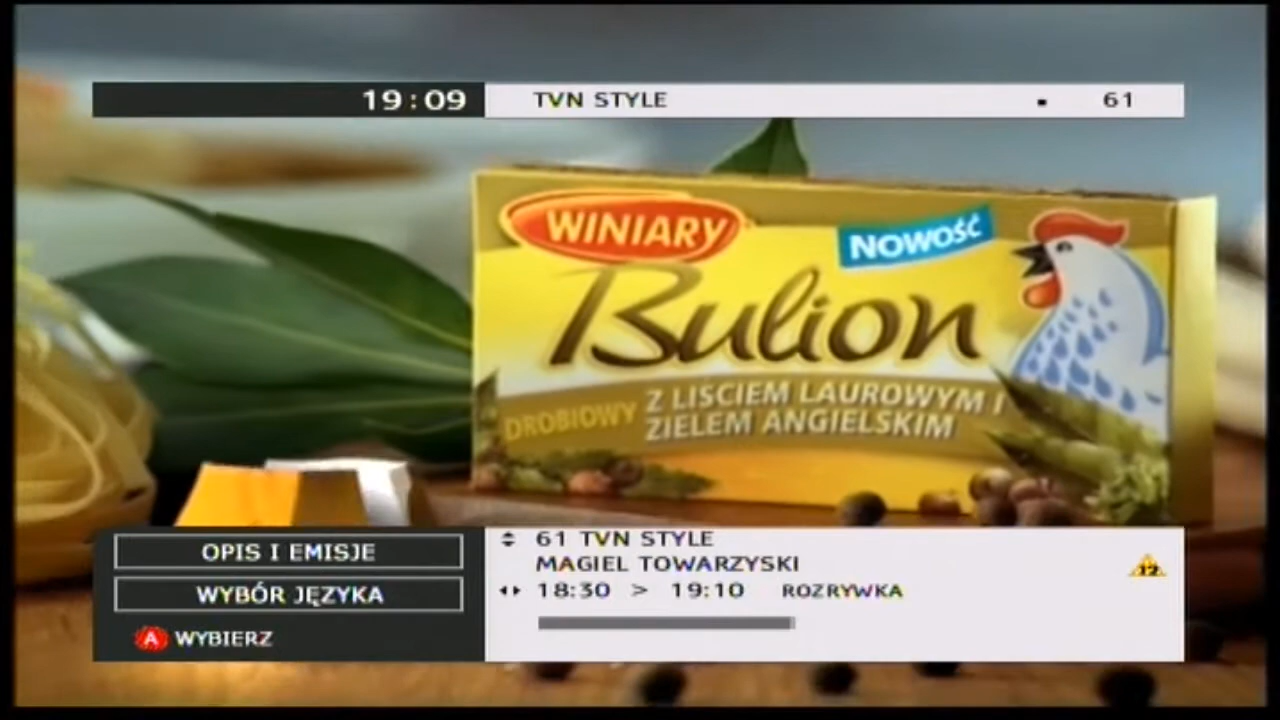 19:09
TVN STYLE
61
WINIARY
NOWOŚĆ
Bulion
DROBIOWY
Z LIŚCIEM LAUROWYM I
ZIELEM ANGIELSKIM
OPIS I EMISJE
WYBÓR JĘZYKA
A WYBIERZ
61 TVN STYLE
MAGIEL TOWARZYSKI
12
18:30 > 19:10 ROZRYWKA